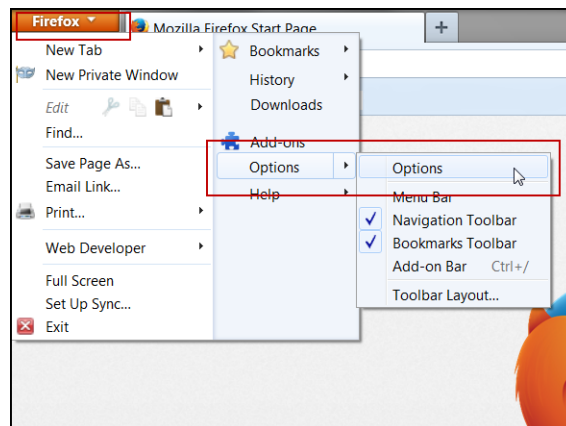 Firefox
Mozilla Firefox Start Page
+
New Tab
New Private Window
Edit
Find...
Save Page As...
Email Link...
Print...
Web Developer
Full Screen
Set Up Sync...
Exit
Bookmarks
History
Downloads
Add-ons
Options
Help
Options
Menu Bar
Navigation Toolbar
Bookmarks Toolbar
Add-on Bar Ctrl+/
Toolbar Layout...